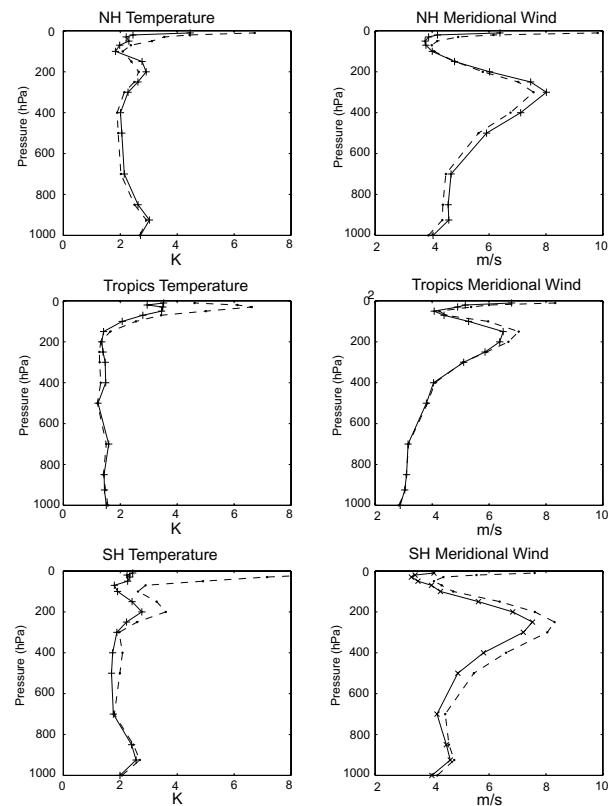 NH Temperature
0
200
400
600
800
1000
Pressure (hPa)
0 2 4 6 8
K
NH Meridional Wind
0
200
400
600
800
1000
Pressure (hPa)
2 4 6 8 10
m/s
Tropics Temperature
0
200
400
600
800
1000
Pressure (hPa)
0 2 4 6 8
K
Tropics Meridional Wind
2
0
200
400
600
800
1000
Pressure (hPa)
2 4 6 8 10
m/s
SH Temperature
0
200
400
600
800
1000
Pressure (hPa)
0 2 4 6 8
K
SH Meridional Wind
0
200
400
600
800
1000
Pressure (hPa)
2 4 6 8 10
m/s